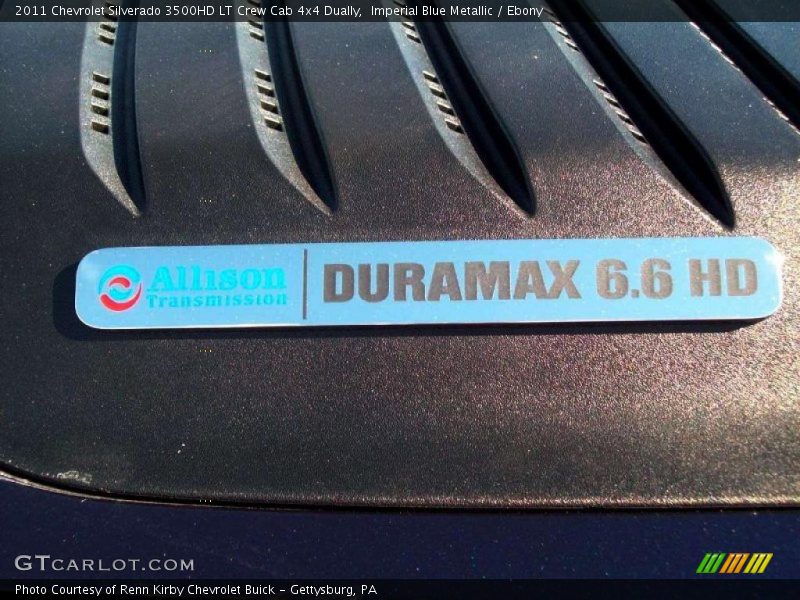 2011 Chevrolet Silverado 3500HD LT Crew Cab 4x4 Dually,  Imperial Blue Metallic / Ebony
Allison
Transmission
DURAMAX 6.6 HD
GTCARLOT.COM
Photo Courtesy of Renn Kirby Chevrolet Buick - Gettysburg, PA